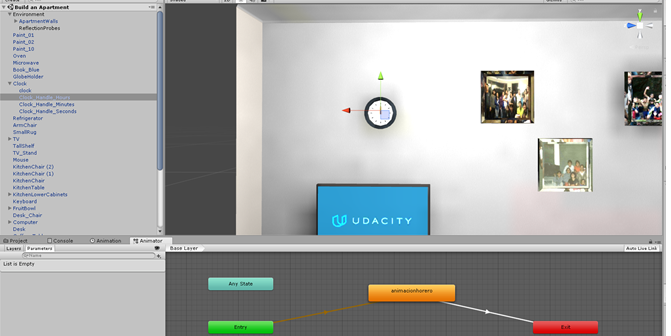 Build an Apartment
Environment
ApartmentWalls
ReflectionProbes
Paint_01
Paint_02
Paint_10
Oven
Microwave
Book_Blue
GlobeHolder
Clock
clock
Clock_Handle_Hours
Clock_Handle_Minutes
Clock_Handle_Seconds
Refrigerator
ArmChair
SmallRug
TV
TallShelf
TV_Stand
Mouse
KitchenChair (2)
KitchenChair (1)
KitchenChair
KitchenTable
KitchenLowerCabinets
Keyboard
FruitBowl
Desk_Chair
Computer
Desk
UDACITY
Project Console Animation Animator
Layers Parameters Base Layer Auto Live Link
Name
List is Empty
Any State
animacionhorero
Entry
Exit